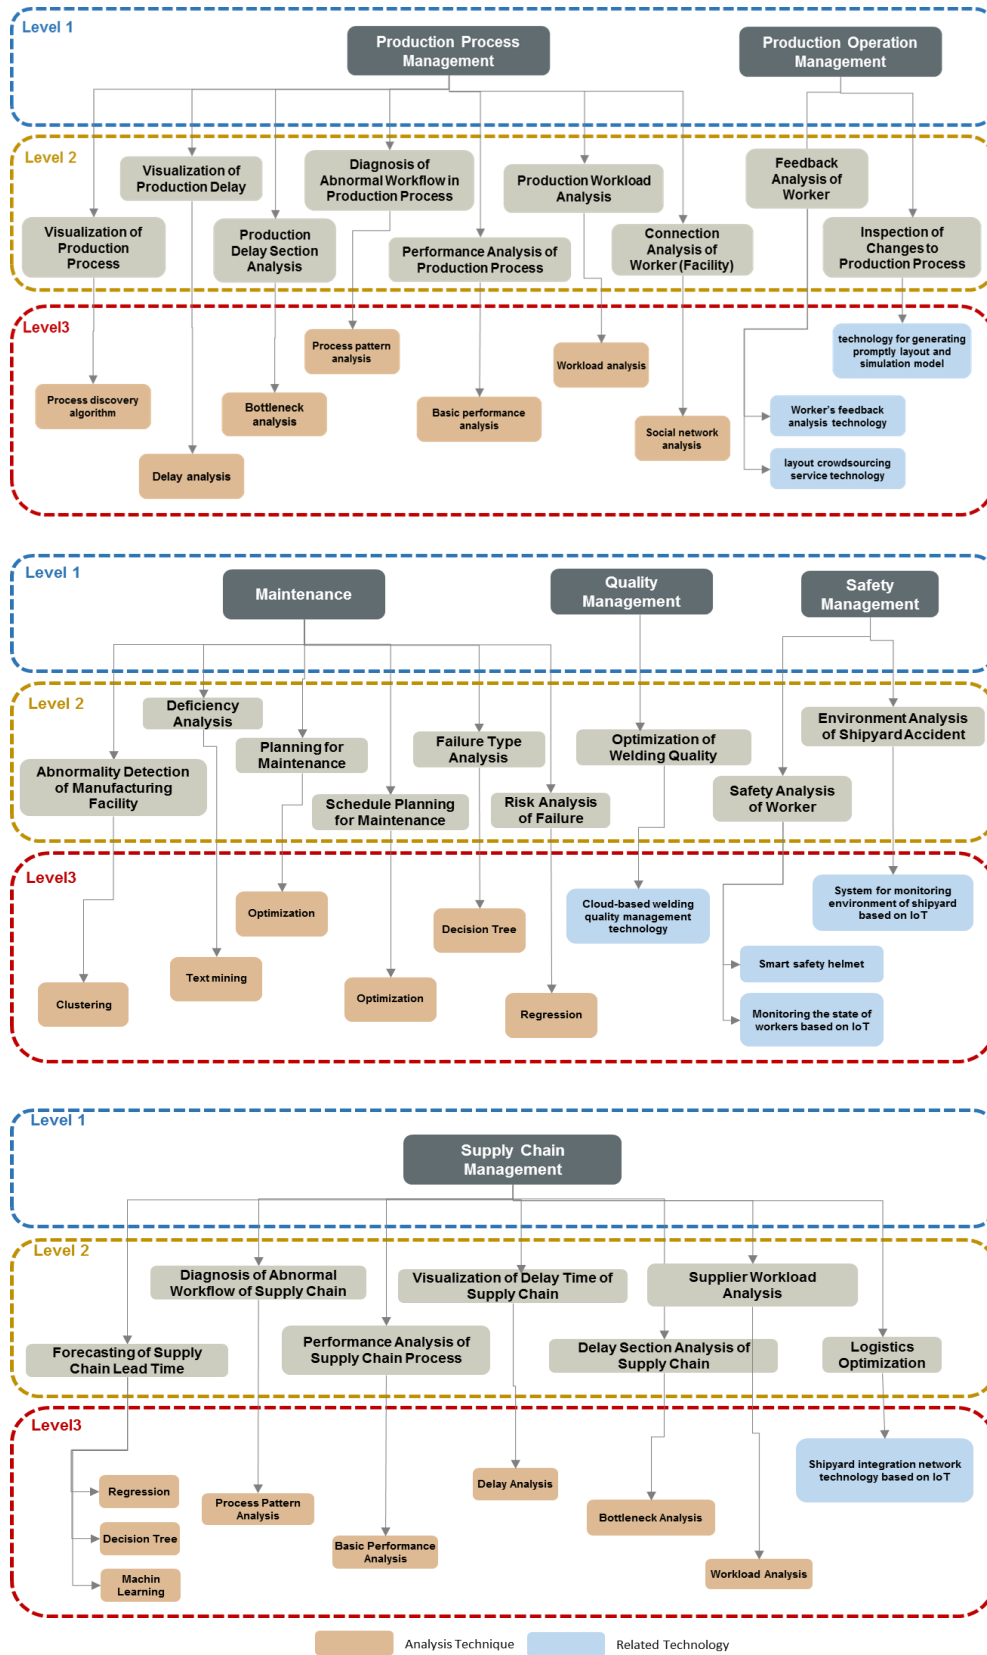 Level 1
Production Process
Management
Production Operation
Management
Level 2
Visualization of
Production Delay
Diagnosis of
Abnormal Workflow in
Production Process
Production Workload
Analysis
Feedback
Analysis of
Worker
Visualization of
Production
Process
Production
Delay Section
Analysis
Performance Analysis of
Production Process
Connection
Analysis of
Worker (Facility)
Inspection of
Changes to
Production Process
Level3
Process pattern
analysis
Workload analysis
technology for generating
promptly layout and
simulation model
Process discovery
algorithm
Bottleneck
analysis
Basic performance
analysis
Social network
analysis
Worker's feedback
analysis technology
Delay analysis
layout crowdsourcing
service technology
Level 1
Maintenance
Quality
Management
Safety
Management
Level 2
Deficiency
Analysis
Planning for
Maintenance
Failure Type
Analysis
Optimization of
Welding Quality
Environment Analysis
of Shipyard Accident
Abnormality Detection
of Manufacturing
Facility
Schedule Planning
for Maintenance
Risk Analysis
of Failure
Safety Analysis
of Worker
Level3
Optimization
Decision Tree
Cloud-based welding
quality management
technology
System for monitoring
environment of shipyard
based on IoT
Clustering
Text mining
Optimization
Regression
Smart safety helmet
Monitoring the state of
workers based on IoT
Level 1
Supply Chain
Management
Level 2
Diagnosis of Abnormal
Workflow of Supply Chain
Visualization of Delay Time of
Supply Chain
Supplier Workload
Analysis
Forecasting of Supply
Chain Lead Time
Performance Analysis of
Supply Chain Process
Delay Section Analysis of
Supply Chain
Logistics
Optimization
Level3
Regression
Process Pattern
Analysis
Delay Analysis
Bottleneck Analysis
Shipyard integration network
technology based on IoT
Decision Tree
Basic Performance
Analysis
Machin
Learning
Workload Analysis
Analysis Technique
Related Technology